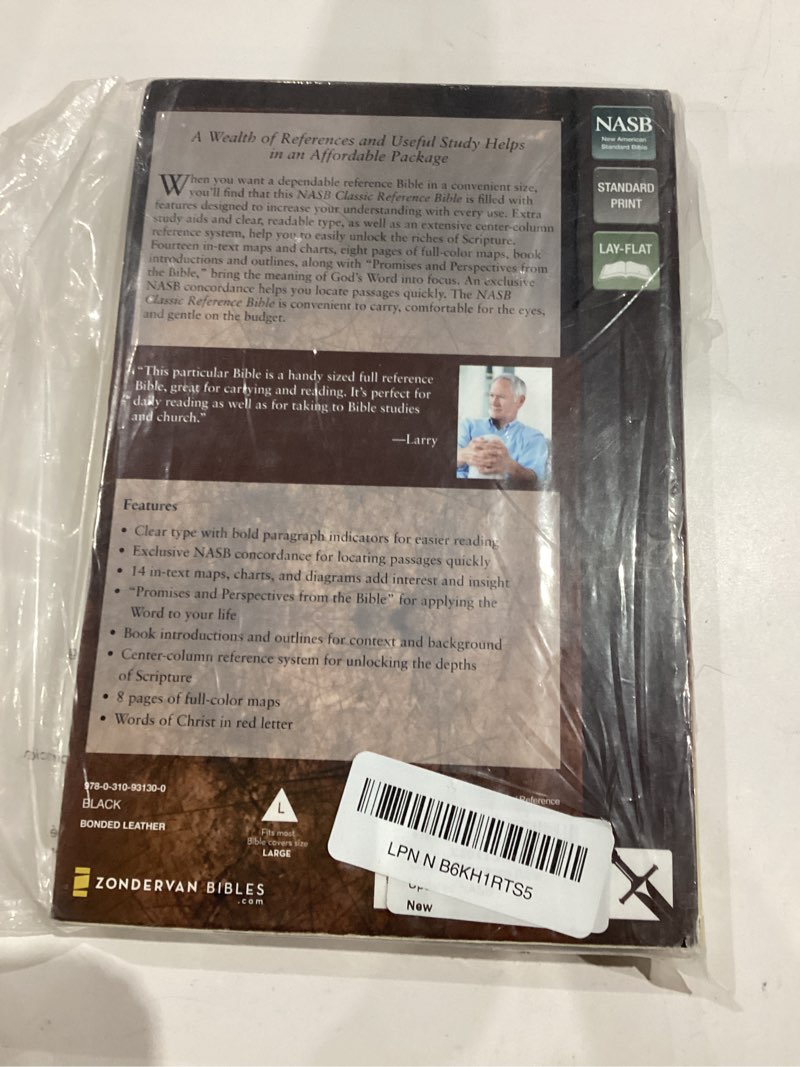 A Wealth of References and Useful Study Helps
in an Affordable Package
When you want a dependable reference Bible in a convenient size,
you'll find that this NASB Classic Reference Bible is filled with
features designed to increase your understanding with every use. Extra
study aids and clear, readable type, as well as an extensive center-column
reference system, help you to easily unlock the riches of Scripture.
Fourteen in-text maps and charts, eight pages of full-color maps, book
introductions and outlines, along with "Promises and Perspectives from
the Bible," bring the meaning of God's Word into focus. An exclusive
NASB concordance helps you locate passages quickly. The NASB
Classic Reference Bible is convenient to carry, comfortable for the eyes,
and gentle on the budget.
NASB
New American
Standard Bible
STANDARD
PRINT
LAY-FLAT
"This particular Bible is a handy sized full reference
Bible, great for carrying and reading. It's perfect for
daily reading as well as for taking to Bible studies
and church."
—Larry
Features
• Clear type with bold paragraph indicators for easier reading
• Exclusive NASB concordance for locating passages quickly
• 14 in-text maps, charts, and diagrams add interest and insight
• "Promises and Perspectives from the Bible" for applying the
Word to your life
• Book introductions and outlines for context and background
• Center-column reference system for unlocking the depths
of Scripture
• 8 pages of full-color maps
• Words of Christ in red letter
978-0-310-93130-0
BLACK
BONDED LEATHER
L
Fits most
Bible covers size
LARGE
Reference
LPN N B6KH1RTS5
New
ZONDERVAN BIBLES
.com